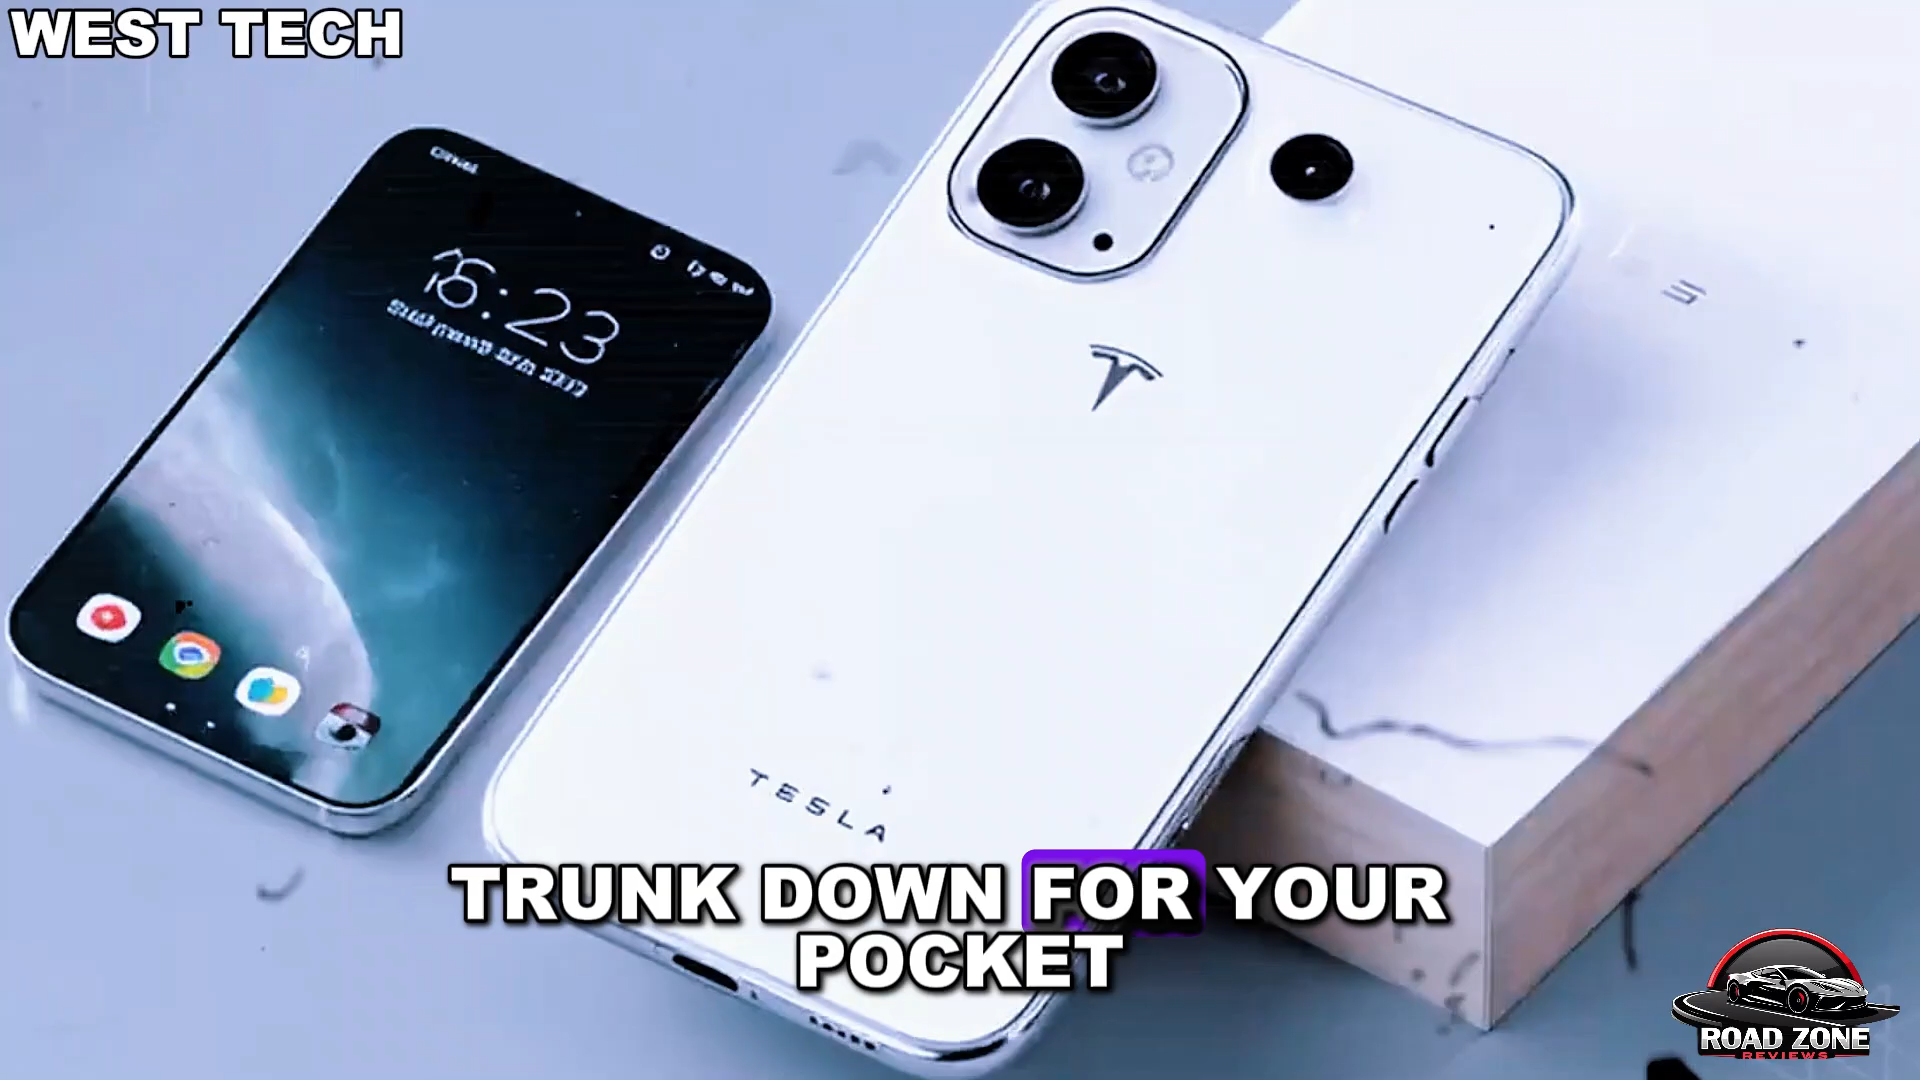 WEST TECH
16:23
TESLA
TRUNK DOWN FOR YOUR
POCKET
ROAD ZONE
REVIEWS